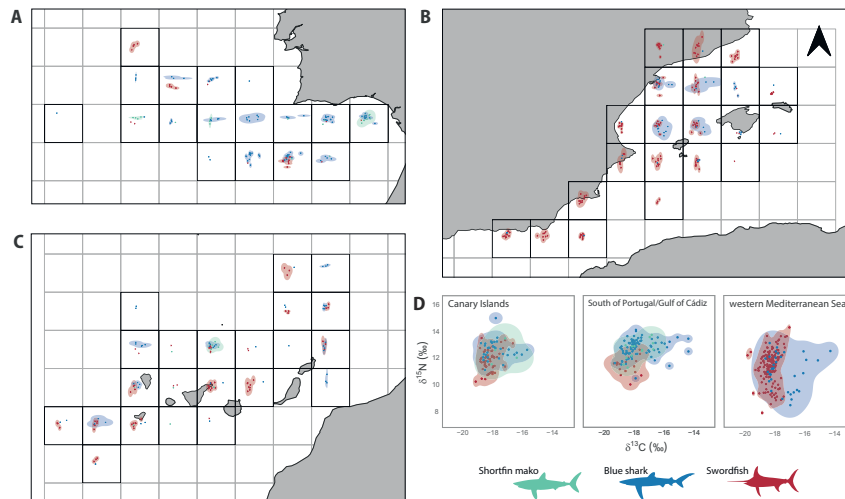 A
B
C
D
Canary Islands
South of Portugal/Gulf of Cádiz
western Mediterranean Sea
δ¹⁵N (‰)
16
14
12
10
8
−20 −18 −16 −14
−20 −18 −16 −14
−20 −18 −16 −14
δ¹³C (‰)
Shortfin mako
Blue shark
Swordfish